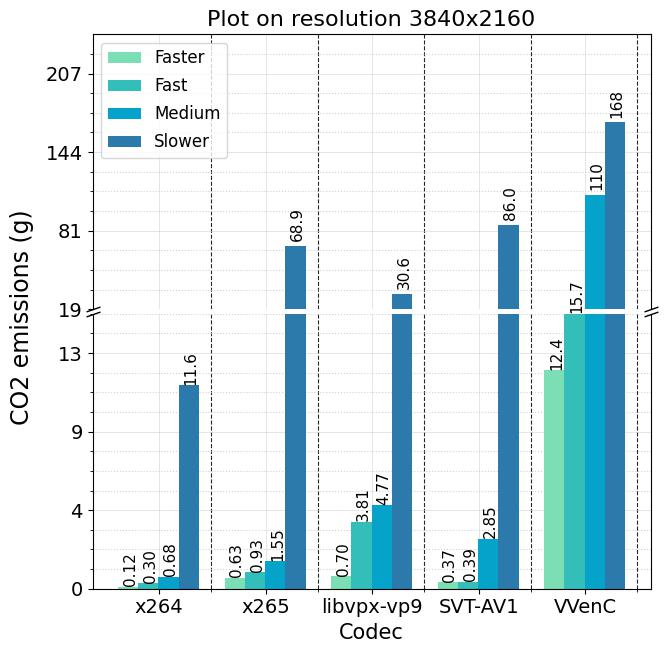 Plot on resolution 3840x2160
Faster
Fast
Medium
Slower
CO2 emissions (g)
207
144
81
19
13
9
4
0
0.12
0.30
0.68
11.6
0.63
0.93
1.55
68.9
0.70
3.81
4.77
30.6
0.37
0.39
2.85
86.0
12.4
15.7
110
168
x264
x265
libvpx-vp9
SVT-AV1
VVenC
Codec